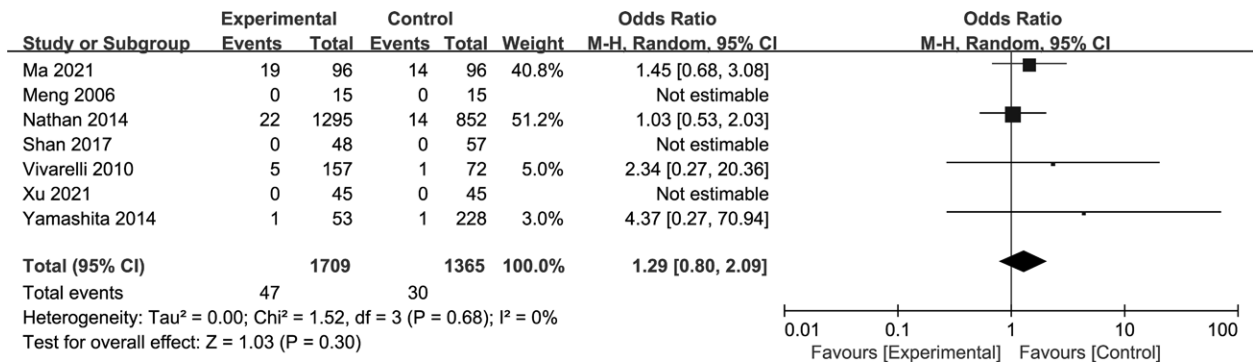 Experimental Control Odds Ratio Odds Ratio
Study or Subgroup Events Total Events Total Weight M-H, Random, 95% CI M-H, Random, 95% CI
Ma 2021 19 96 14 96 40.8% 1.45 [0.68, 3.08]
Meng 2006 0 15 0 15 Not estimable
Nathan 2014 22 1295 14 852 51.2% 1.03 [0.53, 2.03]
Shan 2017 0 48 0 57 Not estimable
Vivarelli 2010 5 157 1 72 5.0% 2.34 [0.27, 20.36]
Xu 2021 0 45 0 45 Not estimable
Yamashita 2014 1 53 1 228 3.0% 4.37 [0.27, 70.94]
Total (95% CI) 1709 1365 100.0% 1.29 [0.80, 2.09]
Total events 47 30
Heterogeneity: Tau² = 0.00; Chi² = 1.52, df = 3 (P = 0.68); I² = 0%
Test for overall effect: Z = 1.03 (P = 0.30)
0.01 0.1 1 10 100
Favours [Experimental] Favours [Control]